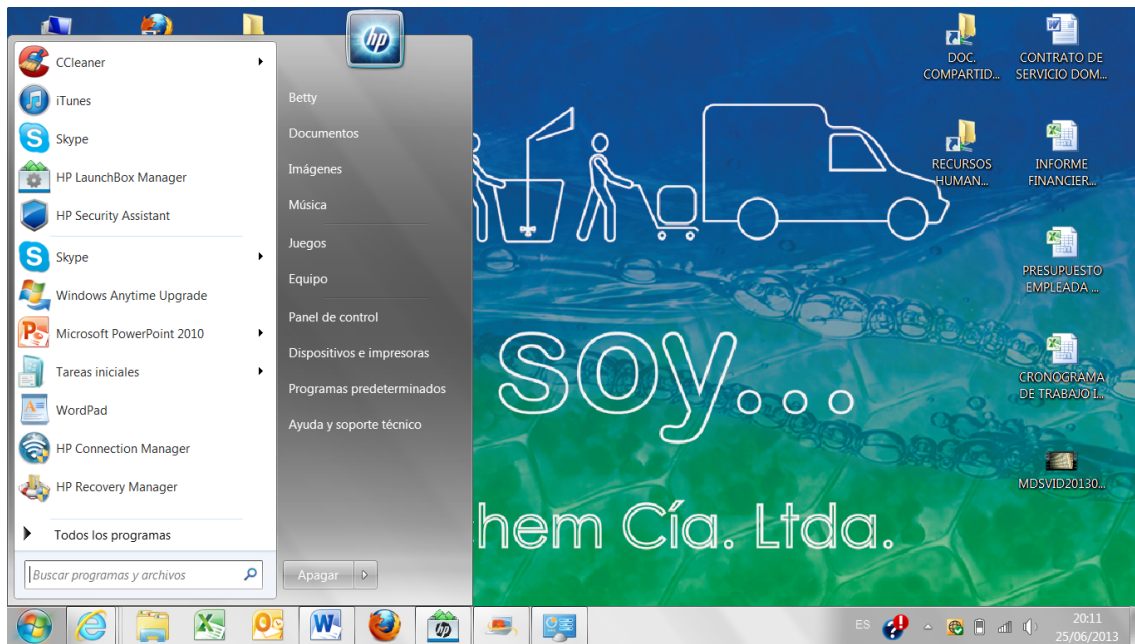 CCleaner
iTunes
Skype
HP LaunchBox Manager
HP Security Assistant
Skype
Windows Anytime Upgrade
Microsoft PowerPoint 2010
Tareas iniciales
WordPad
HP Connection Manager
HP Recovery Manager
Todos los programas
Buscar programas y archivos
hp
Betty
Documentos
Imágenes
Música
Juegos
Equipo
Panel de control
Dispositivos e impresoras
Programas predeterminados
Ayuda y soporte técnico
Apagar
soy...
hem Cía. Ltda.
DOC.
COMPARTID...
CONTRATO DE
SERVICIO DOM...
RECURSOS
HUMAN...
INFORME
FINANCIER...
PRESUPUESTO
EMPLEADA ...
CRONOGRAMA
DE TRABAJO I...
MDSVID20130...
ES
20:11
25/06/2013